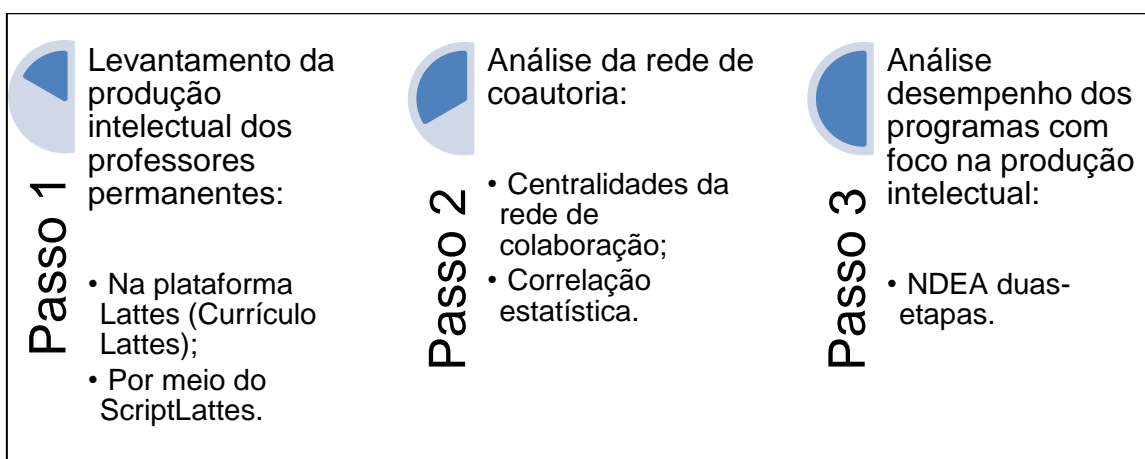 Passo 1
Levantamento da
produção
intelectual dos
professores
permanentes:
• Na plataforma
Lattes (Currículo
Lattes);
• Por meio do
ScriptLattes.
Passo 2
Análise da rede de
coautoria:
• Centralidades da
rede de
colaboração;
• Correlação
estatística.
Passo 3
Análise
desempenho dos
programas com
foco na produção
intelectual:
• NDEA duas-
etapas.